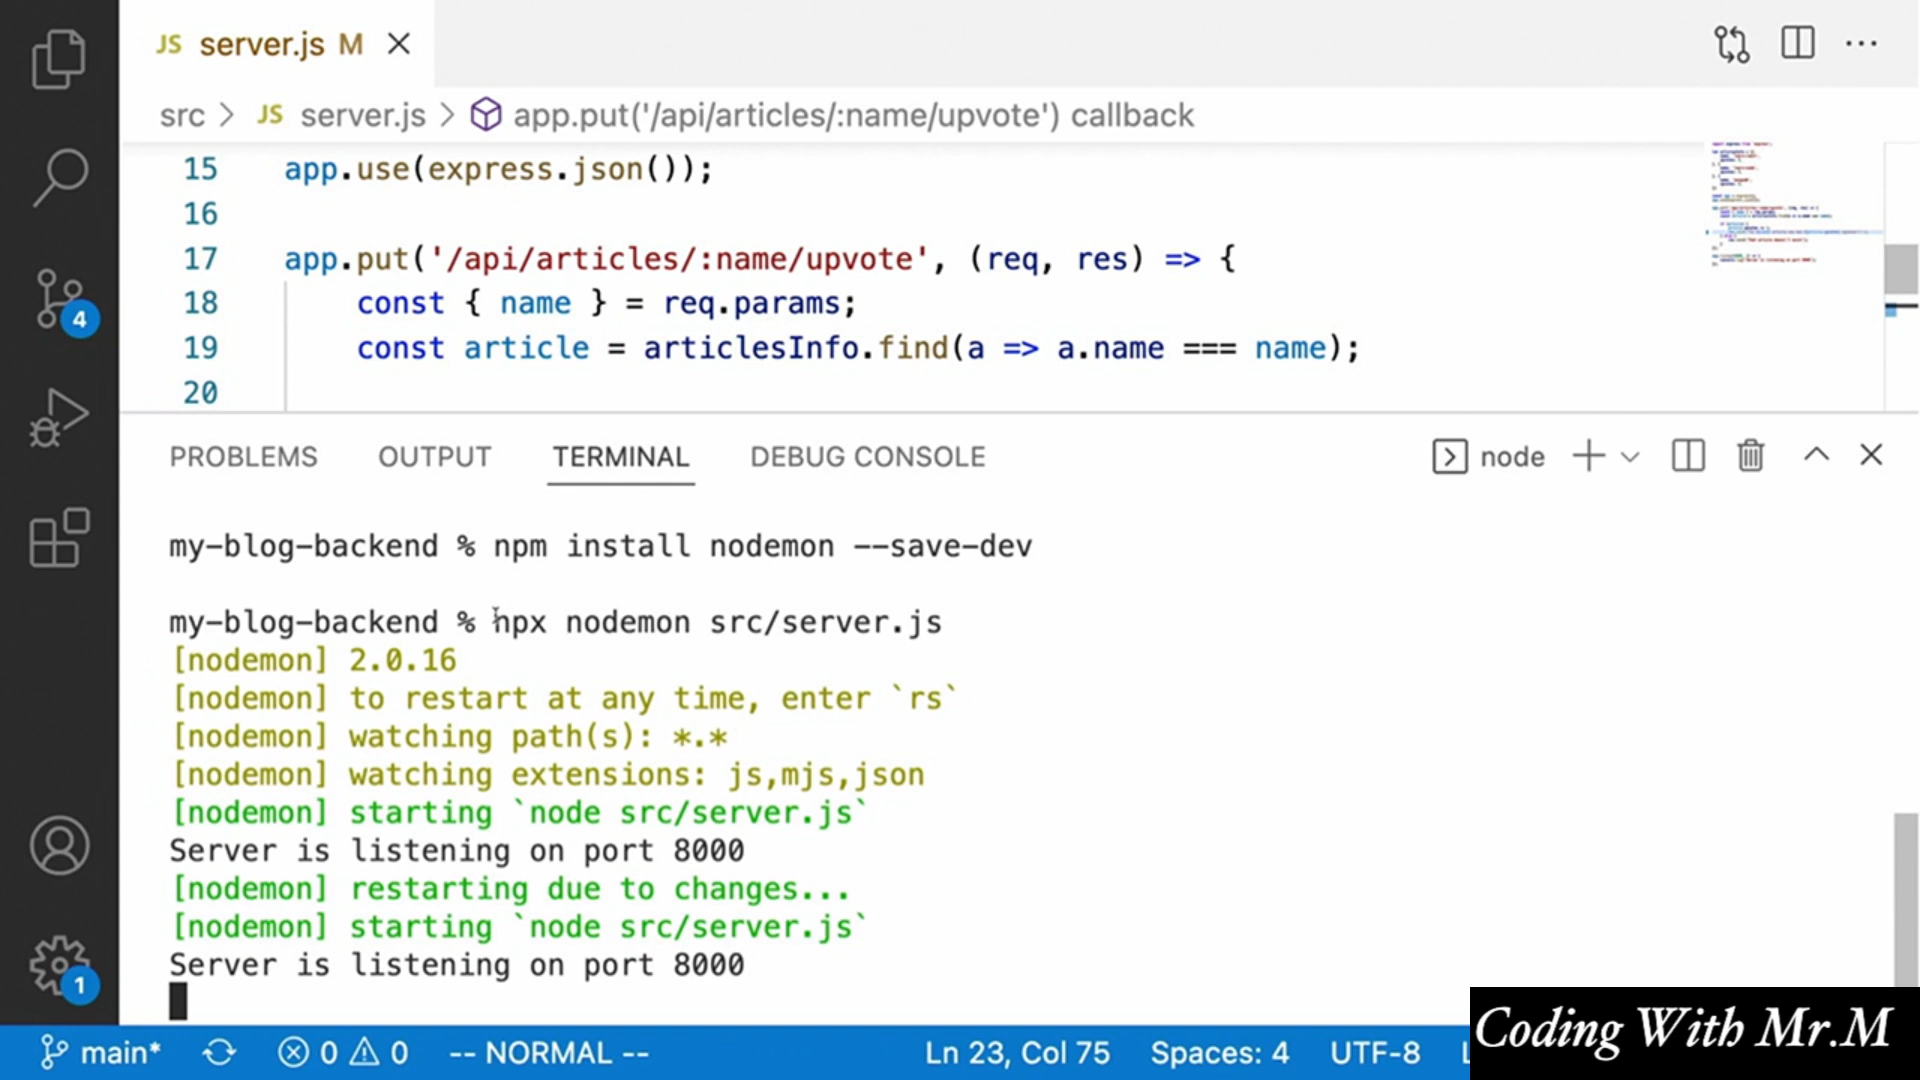 JS server.js M
src > JS server.js > app.put('/api/articles/:name/upvote') callback
15 app.use(express.json());
16
17 app.put('/api/articles/:name/upvote', (req, res) => {
18 const { name } = req.params;
19 const article = articlesInfo.find(a => a.name === name);
20
PROBLEMS OUTPUT TERMINAL DEBUG CONSOLE node
my-blog-backend % npm install nodemon --save-dev
my-blog-backend % npx nodemon src/server.js
[nodemon] 2.0.16
[nodemon] to restart at any time, enter `rs`
[nodemon] watching path(s): *.*
[nodemon] watching extensions: js,mjs,json
[nodemon] starting `node src/server.js`
Server is listening on port 8000
[nodemon] restarting due to changes...
[nodemon] starting `node src/server.js`
Server is listening on port 8000
4
1
main* 0 0 -- NORMAL -- Ln 23, Col 75 Spaces: 4 UTF-8 L
Coding With Mr.M